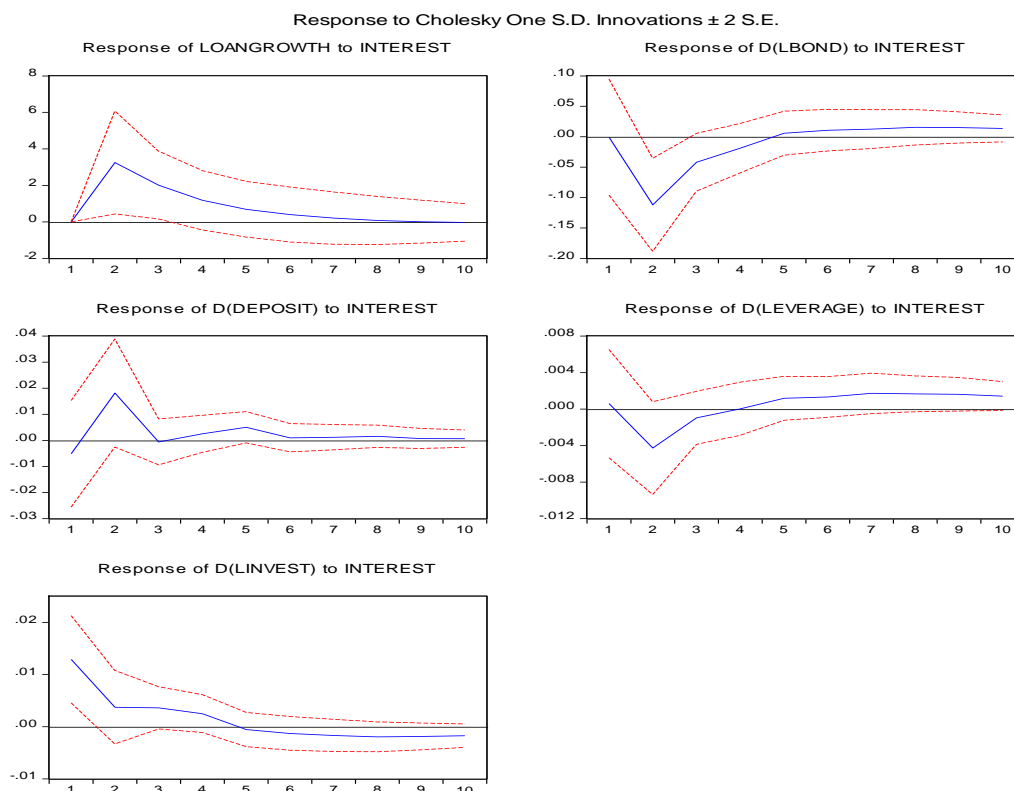 Response to Cholesky One S.D. Innovations ± 2 S.E.
Response of LOANGROWTH to INTEREST
8
6
4
2
0
-2
1 2 3 4 5 6 7 8 9 10
Response of D(LBOND) to INTEREST
.10
.05
.00
-.05
-.10
-.15
-.20
1 2 3 4 5 6 7 8 9 10
Response of D(DEPOSIT) to INTEREST
.04
.03
.02
.01
.00
-.01
-.02
-.03
1 2 3 4 5 6 7 8 9 10
Response of D(LEVERAGE) to INTEREST
.008
.004
.000
-.004
-.008
-.012
1 2 3 4 5 6 7 8 9 10
Response of D(LINVEST) to INTEREST
.02
.01
.00
-.01
1 2 3 4 5 6 7 8 9 10